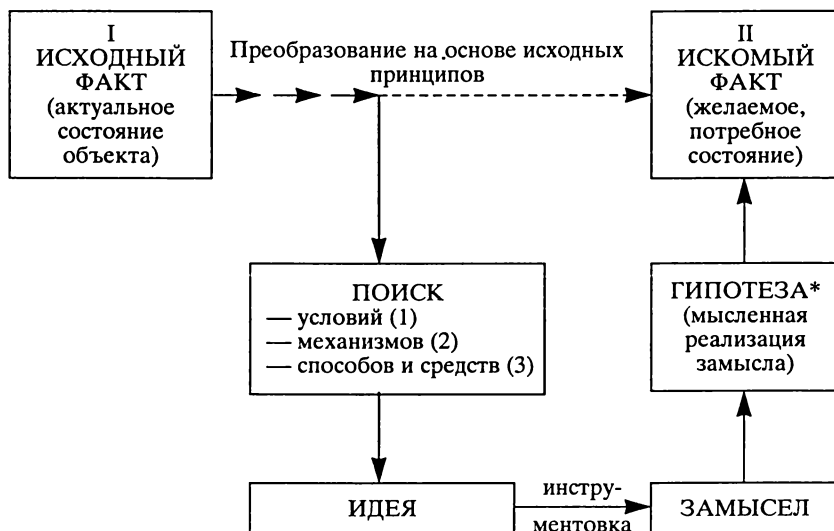 I
ИСХОДНЫЙ
ФАКТ
(актуальное
состояние
объекта)
Преобразование на основе исходных
принципов
II
ИСКОМЫЙ
ФАКТ
(желаемое,
потребное
состояние)
ПОИСК
— условий (1)
— механизмов (2)
— способов и средств (3)
ГИПОТЕЗА*
(мысленная
реализация
замысла)
ИДЕЯ
инстру-
ментовка
ЗАМЫСЕЛ